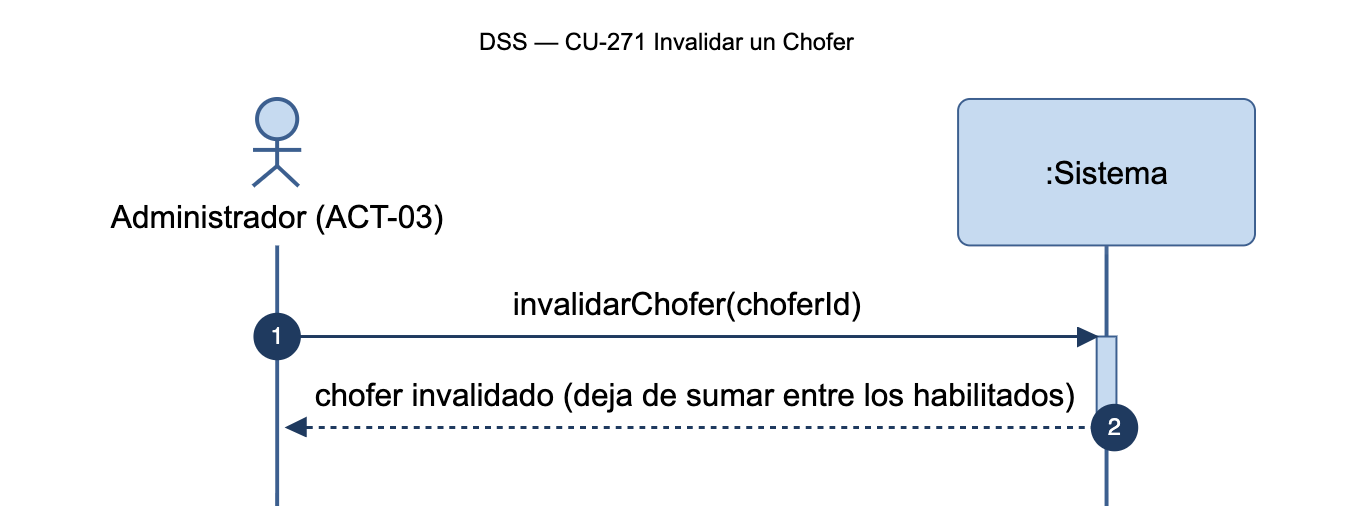 DSS — CU-271 Invalidar un Chofer
Administrador (ACT-03)
:Sistema
invalidarChofer(choferId)
1
chofer invalidado (deja de sumar entre los habilitados)
2